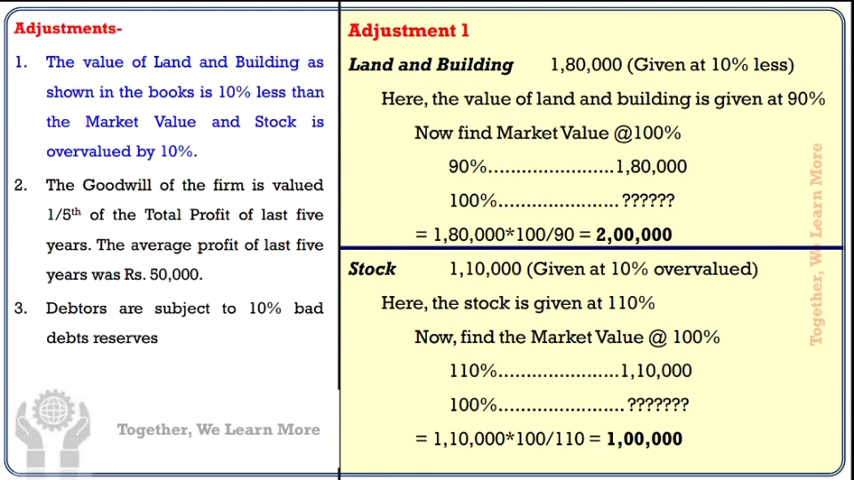 Adjustments-
1. The value of Land and Building as
shown in the books is 10% less than
the Market Value and Stock is
overvalued by 10%.
2. The Goodwill of the firm is valued
1/5th of the Total Profit of last five
years. The average profit of last five
years was Rs. 50,000.
3. Debtors are subject to 10% bad
debts reserves
Together, We Learn More
Adjustment 1
Land and Building 1,80,000 (Given at 10% less)
Here, the value of land and building is given at 90%
Now find Market Value @100%
90%.......................1,80,000
100%......................??????
= 1,80,000*100/90 = 2,00,000
Stock 1,10,000 (Given at 10% overvalued)
Here, the stock is given at 110%
Now, find the Market Value @ 100%
110%......................1,10,000
100%.......................???????
= 1,10,000*100/110 = 1,00,000
Together, We Learn More